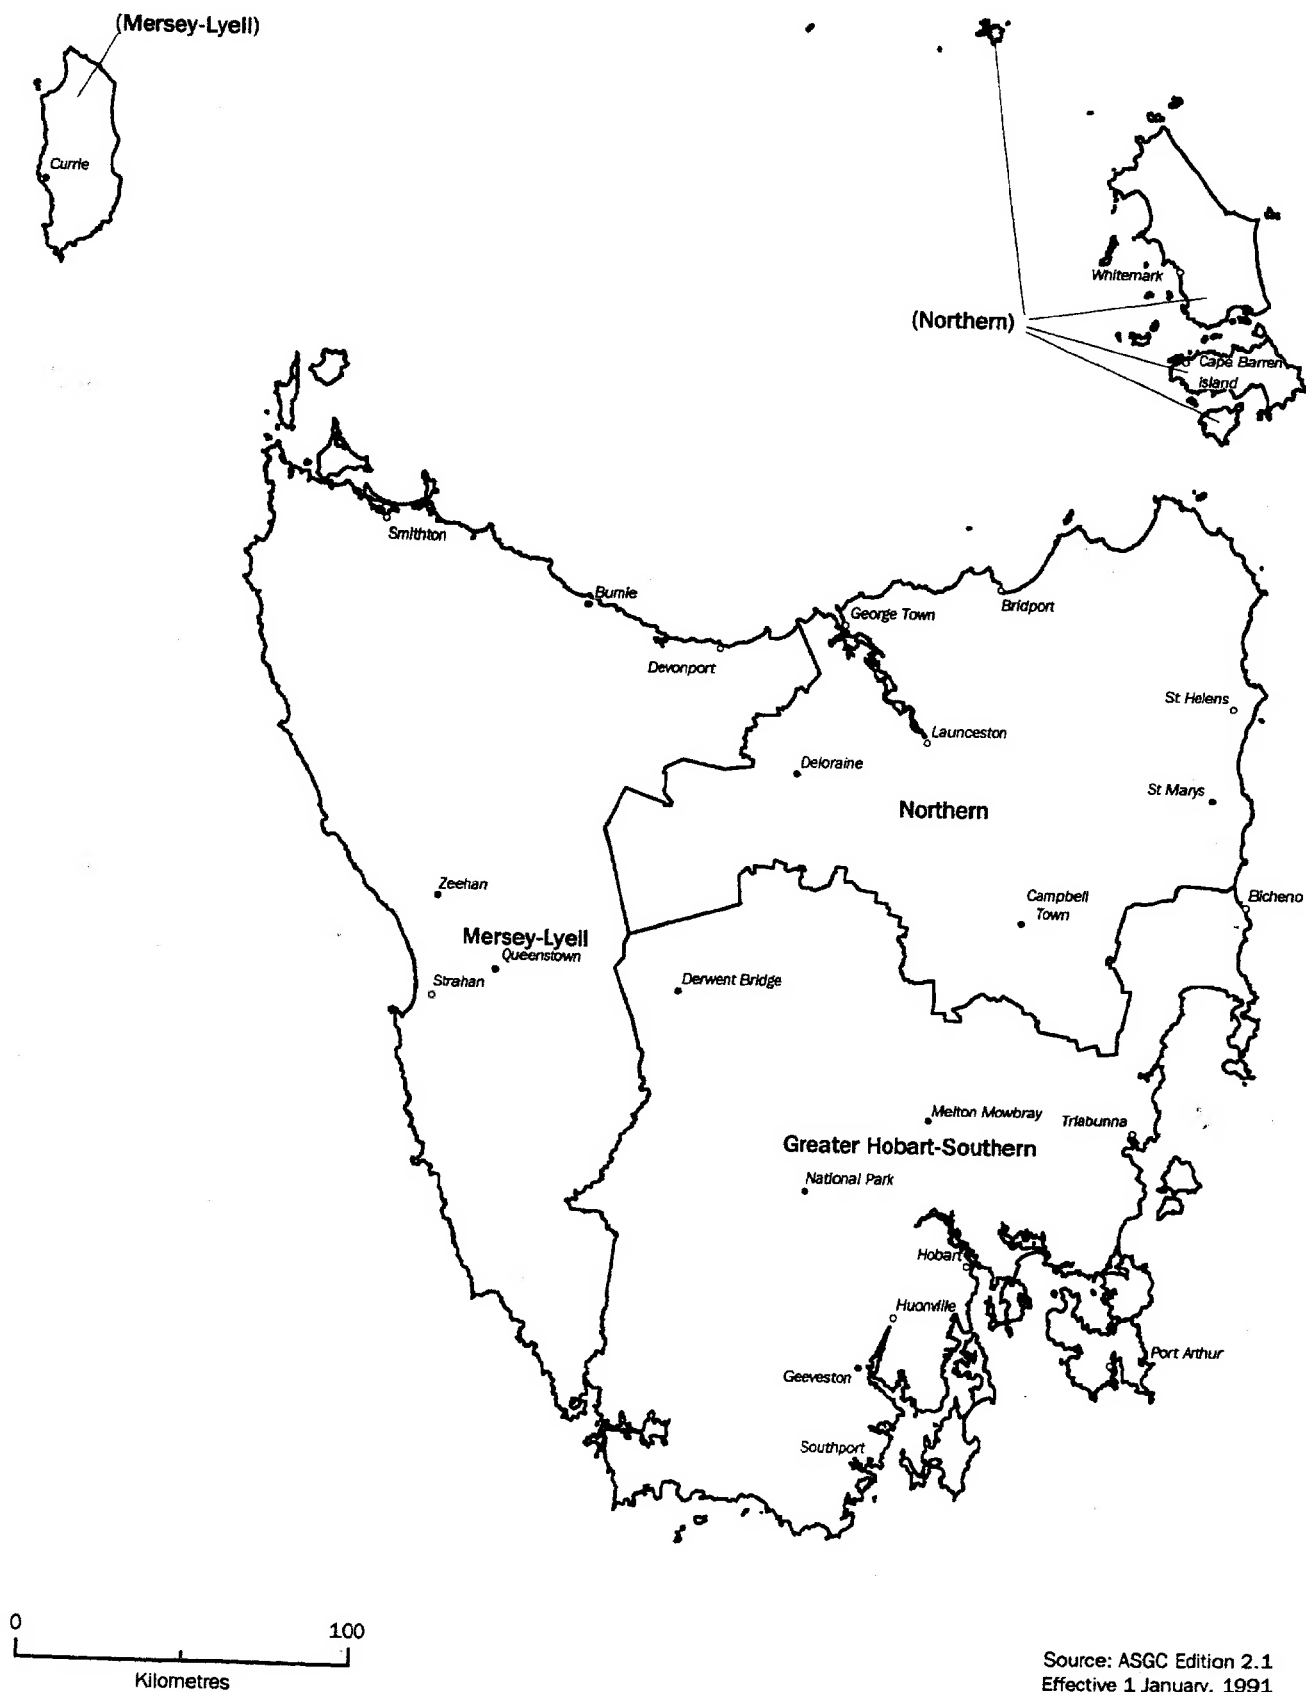 (Mersey-Lyell)
Currie
Whitemark
(Northern)
Cape Barren
Island
Smithton
Burnie
George Town
Bridport
Devonport
St Helens
Launceston
Deloraine
St Marys
Northern
Zeehan
Campbell
Town
Bicheno
Mersey-Lyell
Queenstown
Strahan
Derwent Bridge
Melton Mowbray
Triabunna
Greater Hobart-Southern
National Park
Hobart
Huonville
Port Arthur
Geeveston
Southport
0
100
Kilometres
Source: ASGC Edition 2.1
Effective 1 January, 1991